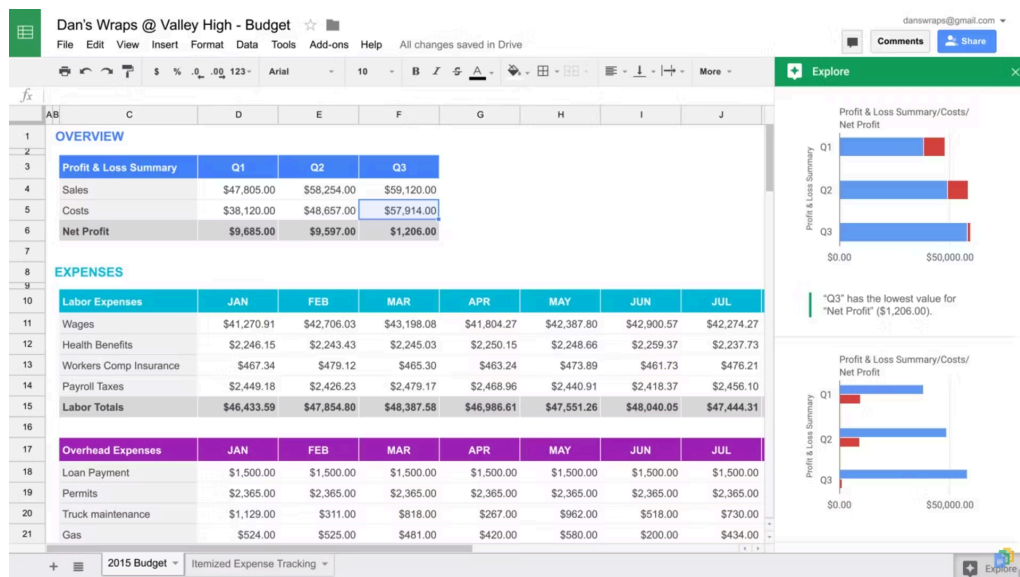 Dan's Wraps @ Valley High - Budget
danswraps@gmail.com
File Edit View Insert Format Data Tools Add-ons Help All changes saved in Drive
Comments
Share
$ % .0 .00 123 Arial 10 B I S A More
Explore
fx
A B C D E F G H I J
1 OVERVIEW
2
3 Profit & Loss Summary Q1 Q2 Q3
4 Sales $47,805.00 $58,254.00 $59,120.00
5 Costs $38,120.00 $48,657.00 $57,914.00
6 Net Profit $9,685.00 $9,597.00 $1,206.00
7
8 EXPENSES
9
10 Labor Expenses JAN FEB MAR APR MAY JUN JUL
11 Wages $41,270.91 $42,706.03 $43,198.08 $41,804.27 $42,387.80 $42,900.57 $42,274.27
12 Health Benefits $2,246.15 $2,243.43 $2,245.03 $2,250.15 $2,248.66 $2,259.37 $2,237.73
13 Workers Comp Insurance $467.34 $479.12 $465.30 $463.24 $473.89 $461.73 $476.21
14 Payroll Taxes $2,449.18 $2,426.23 $2,479.17 $2,468.96 $2,440.91 $2,418.37 $2,456.10
15 Labor Totals $46,433.59 $47,854.80 $48,387.58 $46,986.61 $47,551.26 $48,040.05 $47,444.31
16
17 Overhead Expenses JAN FEB MAR APR MAY JUN JUL
18 Loan Payment $1,500.00 $1,500.00 $1,500.00 $1,500.00 $1,500.00 $1,500.00 $1,500.00
19 Permits $2,365.00 $2,365.00 $2,365.00 $2,365.00 $2,365.00 $2,365.00 $2,365.00
20 Truck maintenance $1,129.00 $311.00 $818.00 $267.00 $962.00 $518.00 $730.00
21 Gas $524.00 $525.00 $481.00 $420.00 $580.00 $200.00 $434.00
2015 Budget
Itemized Expense Tracking
Profit & Loss Summary/Costs/
Net Profit
Profit & Loss Summary
Q1
Q2
Q3
$0.00 $50,000.00
"Q3" has the lowest value for
"Net Profit" ($1,206.00).
Profit & Loss Summary/Costs/
Net Profit
Profit & Loss Summary
Q1
Q2
Q3
$0.00 $50,000.00
Explore